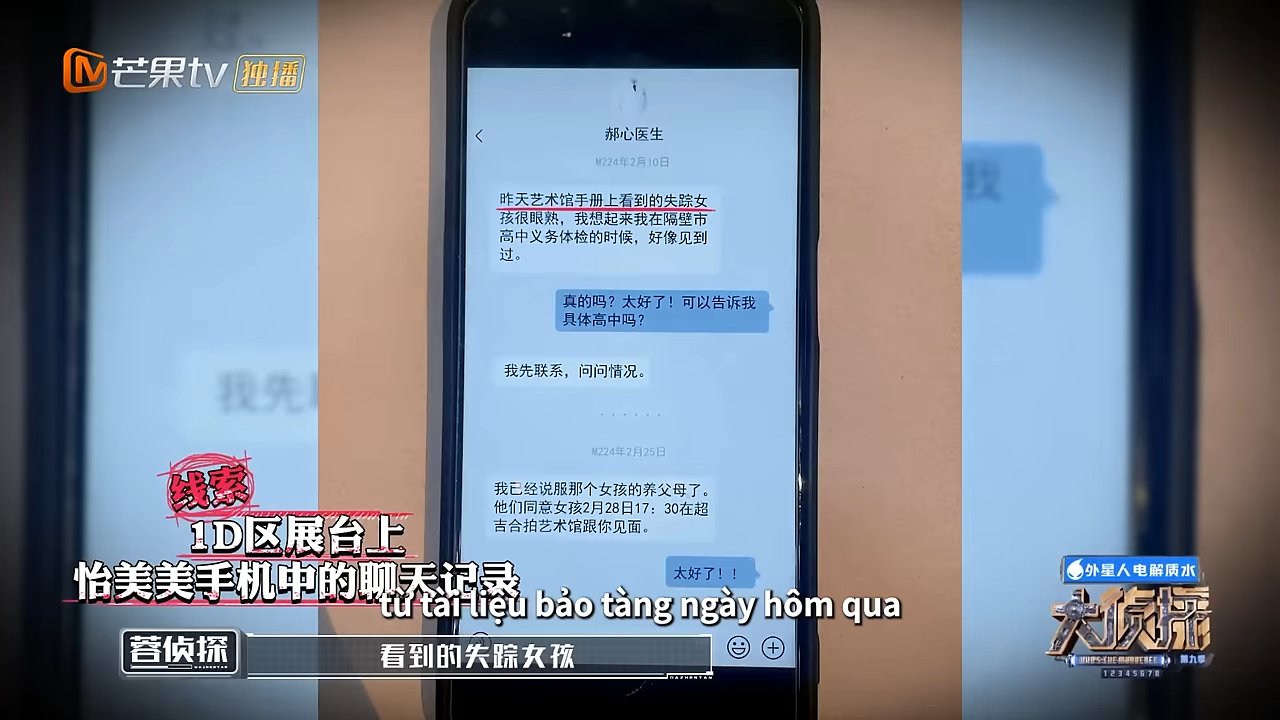 芒果tv 独播
郝心医生
M224年2月10日
昨天艺术馆手册上看到的失踪女
孩很眼熟，我想起来我在隔壁市
高中义务体检的时候，好像见到
过。
我
真的吗？太好了！可以告诉我
具体高中吗？
我先联系，问问情况。
我先
......
M224年2月25日
我已经说服那个女孩的养父母了。
他们同意女孩2月28日17：30在超
吉合拍艺术馆跟你见面。
太好了！！
线索
1D区展台上
怡美美手机中的聊天记录
từ tài liệu bảo tàng ngày hôm qua
蓉侦探
看到的失踪女孩
外星人电解质水
大侦探
第九季
12345678